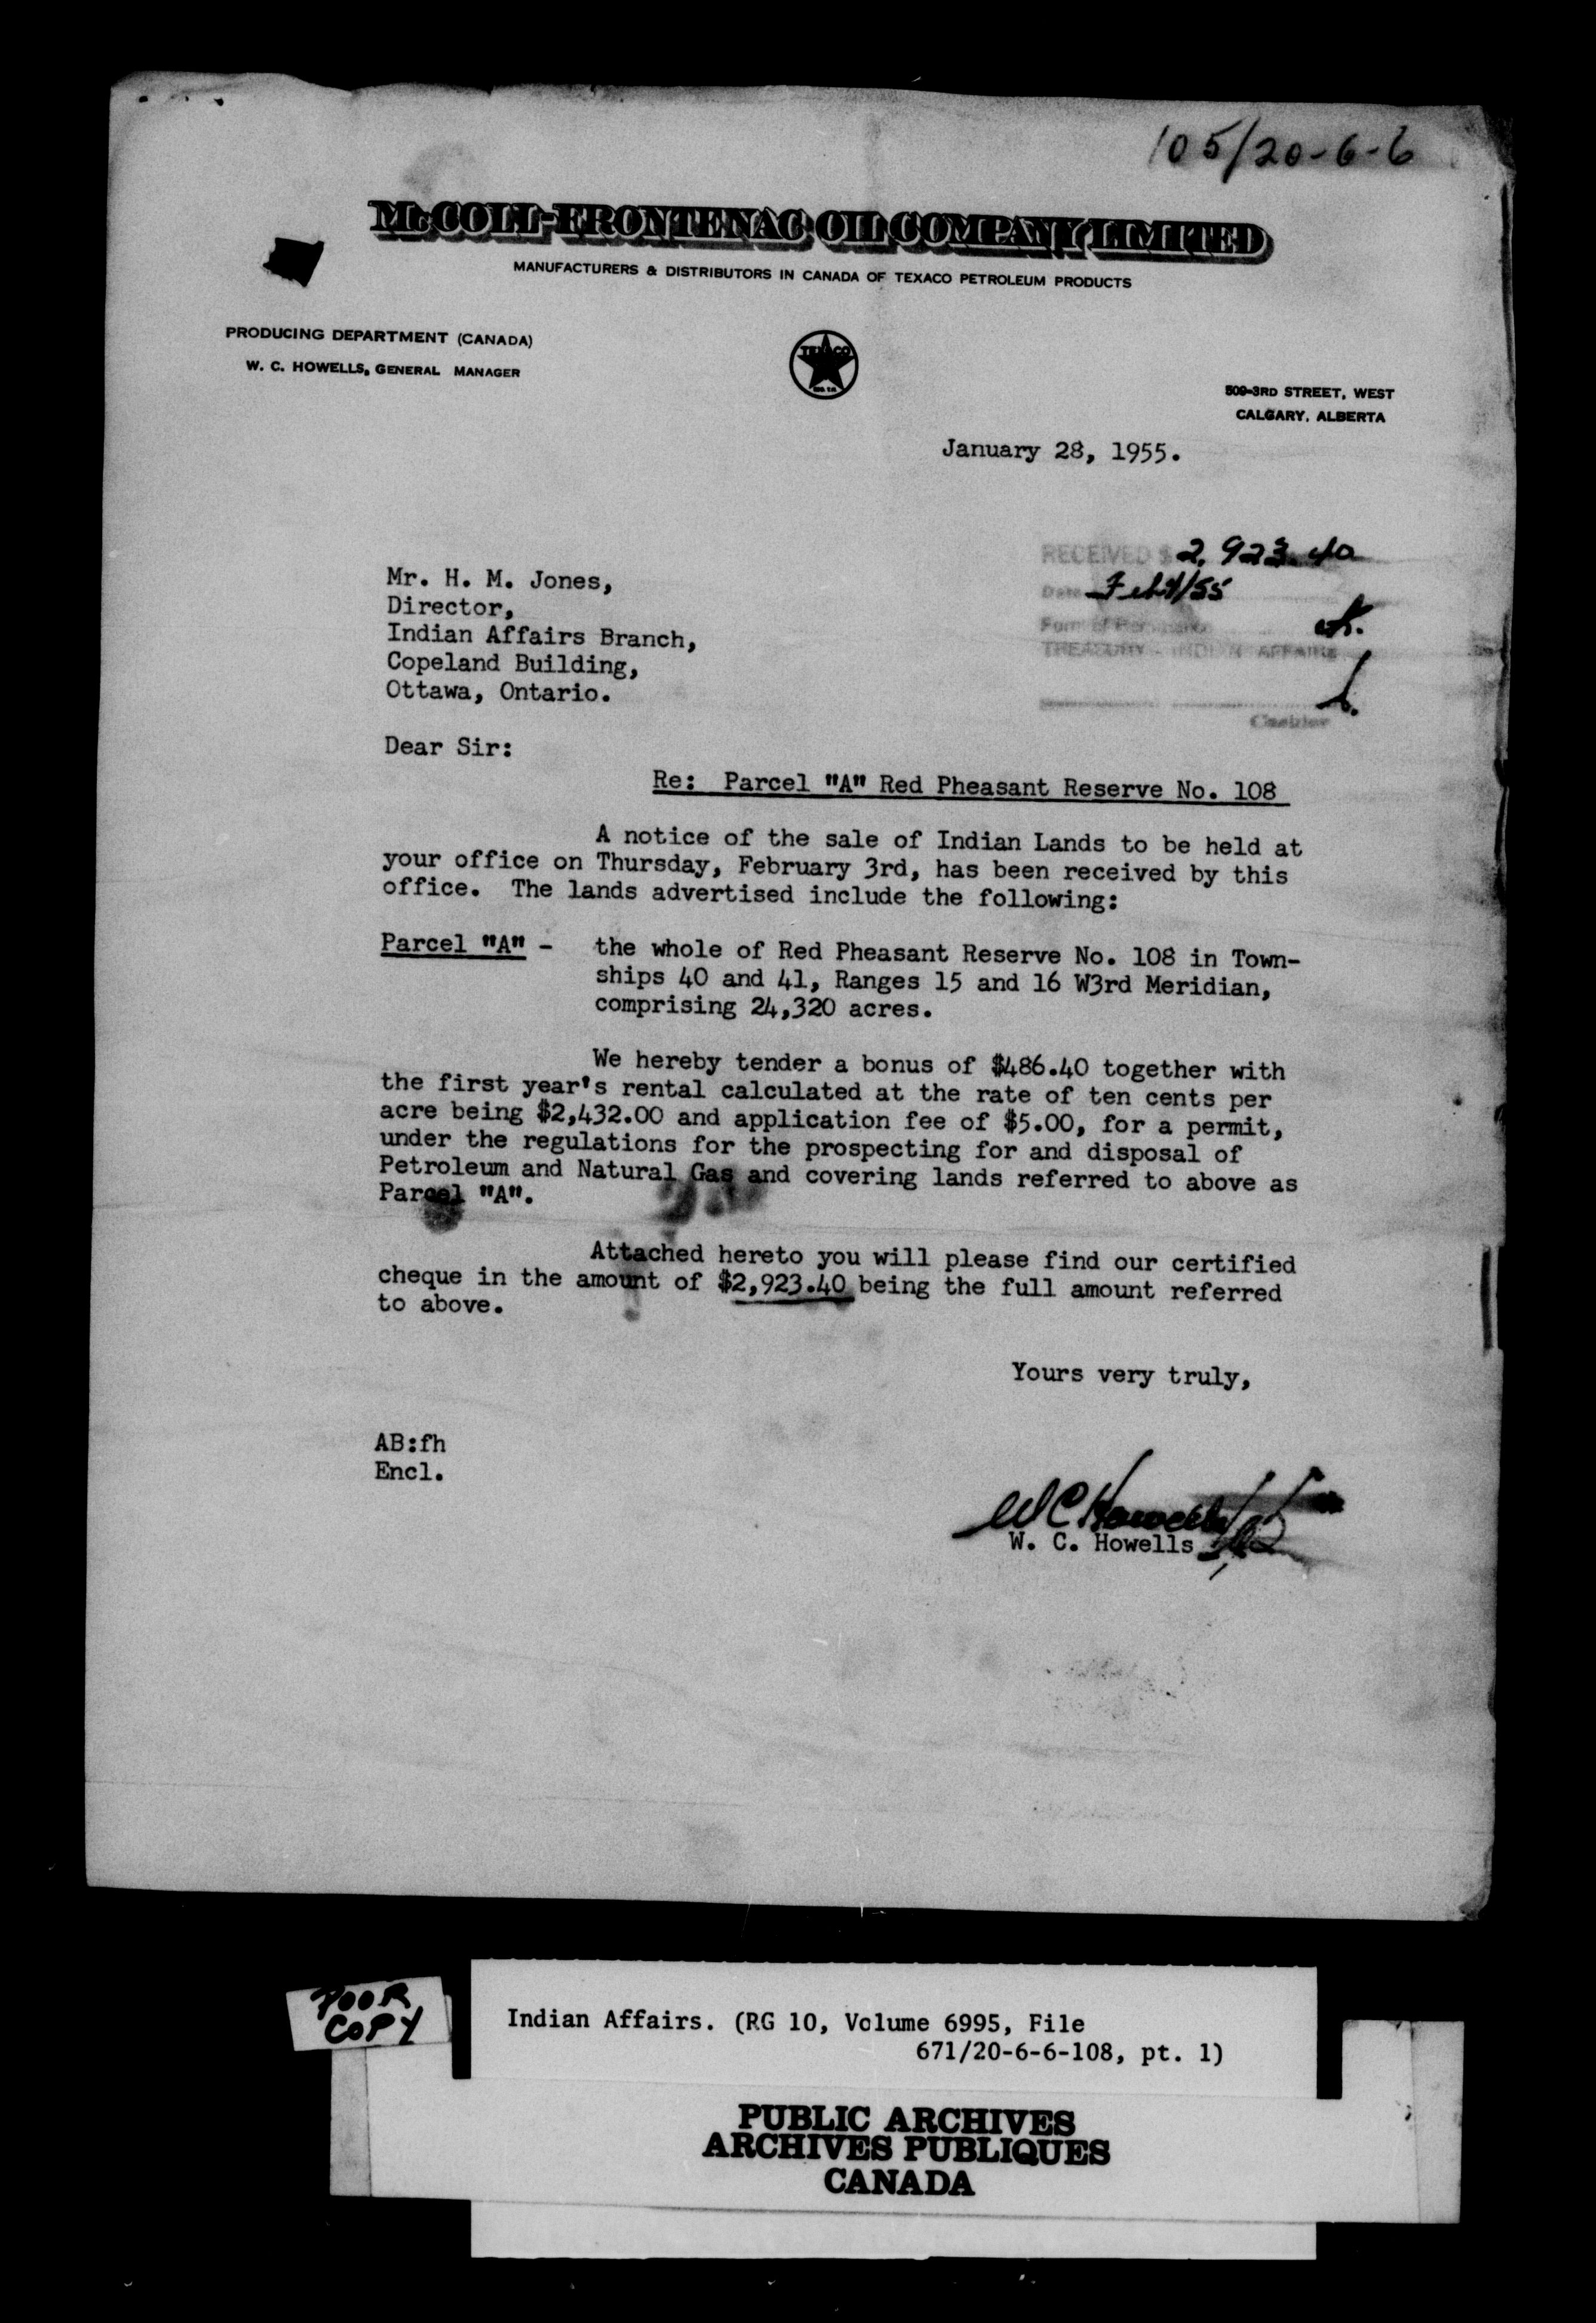 105/20-6-6
McCOLL-FRONTENAC OIL COMPANY LIMITED
MANUFACTURERS & DISTRIBUTORS IN CANADA OF TEXACO PETROLEUM PRODUCTS
PRODUCING DEPARTMENT (CANADA)
W. C. HOWELLS, GENERAL MANAGER
TEXACO
509-3RD STREET, WEST
CALGARY, ALBERTA
January 28, 1955.
RECEIVED $ 2,923.40
Date Feb 1/55
Form of Remittance
TREASURY - INDIAN AFFAIRS
Cashier
Mr. H. M. Jones,
Director,
Indian Affairs Branch,
Copeland Building,
Ottawa, Ontario.
Dear Sir:
Re: Parcel "A" Red Pheasant Reserve No. 108
A notice of the sale of Indian Lands to be held at
your office on Thursday, February 3rd, has been received by this
office. The lands advertised include the following:
Parcel "A" - the whole of Red Pheasant Reserve No. 108 in Town-
ships 40 and 41, Ranges 15 and 16 W3rd Meridian,
comprising 24,320 acres.
We hereby tender a bonus of $486.40 together with
the first year's rental calculated at the rate of ten cents per
acre being $2,432.00 and application fee of $5.00, for a permit,
under the regulations for the prospecting for and disposal of
Petroleum and Natural Gas and covering lands referred to above as
Parcel "A".
Attached hereto you will please find our certified
cheque in the amount of $2,923.40 being the full amount referred
to above.
Yours very truly,
AB:fh
Encl.
W C Howells
W. C. Howells
POOR
COPY
Indian Affairs. (RG 10, Volume 6995, File
671/20-6-6-108, pt. 1)
PUBLIC ARCHIVES
ARCHIVES PUBLIQUES
CANADA